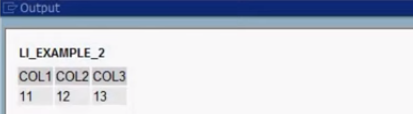 Output
LI_EXAMPLE_2
COL1 COL2 COL3
11 12 13